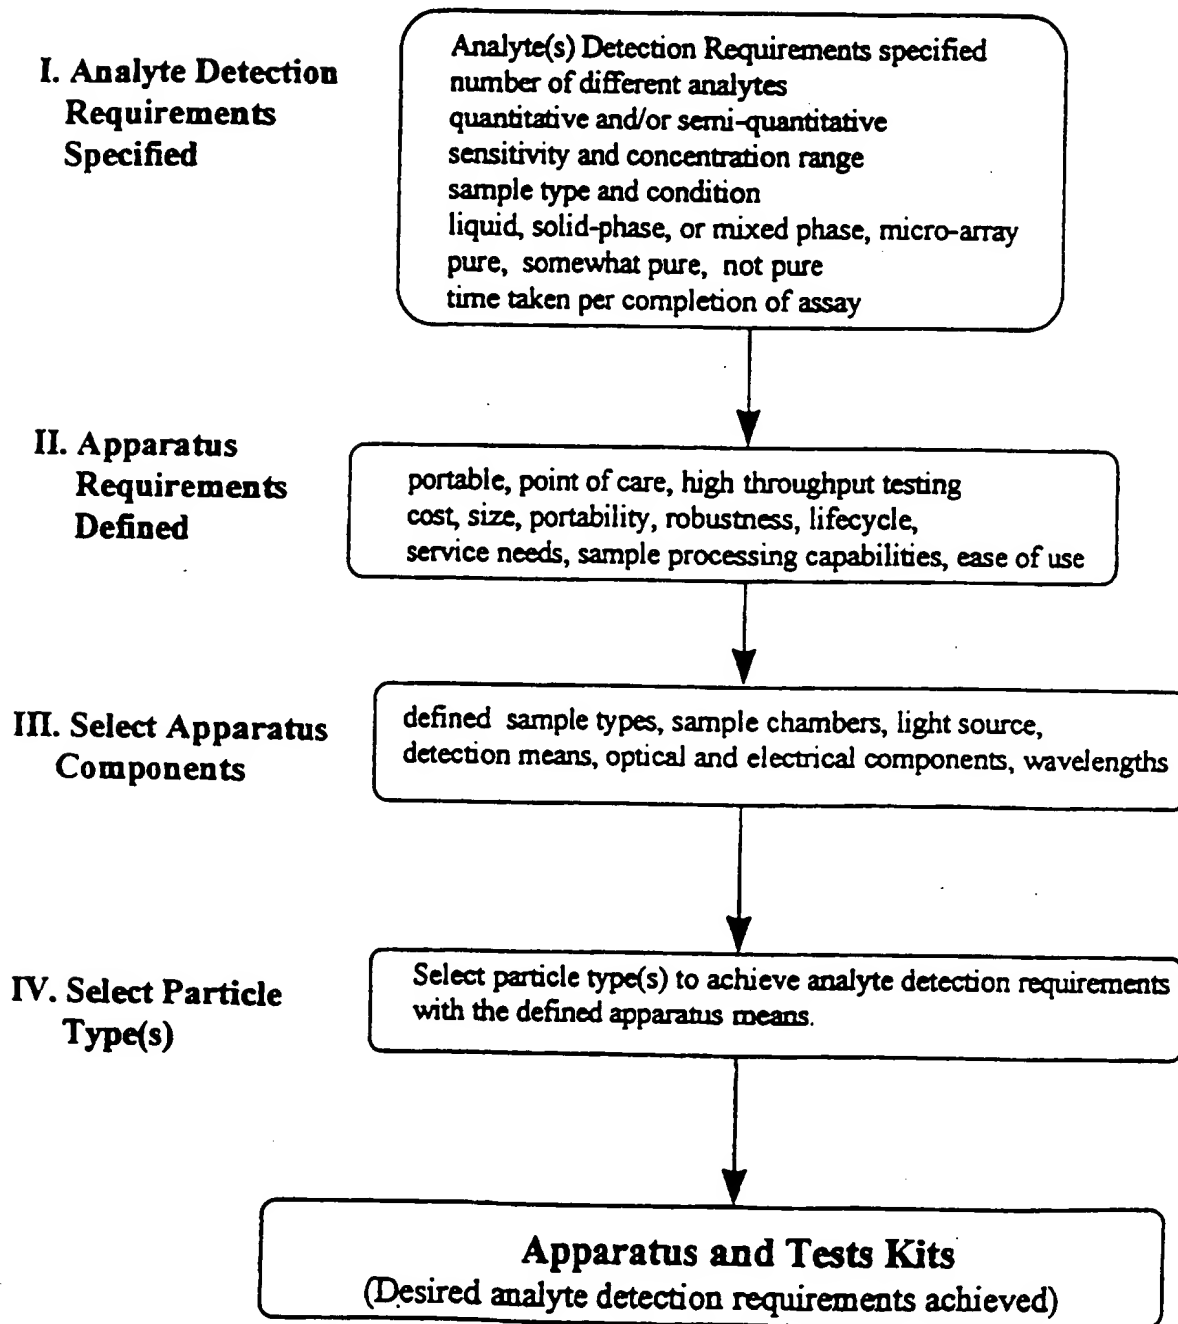 I. Analyte Detection
Requirements
Specified
Analyte(s) Detection Requirements specified
number of different analytes
quantitative and/or semi-quantitative
sensitivity and concentration range
sample type and condition
liquid, solid-phase, or mixed phase, micro-array
pure, somewhat pure, not pure
time taken per completion of assay
II. Apparatus
Requirements
Defined
portable, point of care, high throughput testing
cost, size, portability, robustness, lifecycle,
service needs, sample processing capabilities, ease of use
III. Select Apparatus
Components
defined sample types, sample chambers, light source,
detection means, optical and electrical components, wavelengths
IV. Select Particle
Type(s)
Select particle type(s) to achieve analyte detection requirements
with the defined apparatus means.
Apparatus and Tests Kits
(Desired analyte detection requirements achieved)